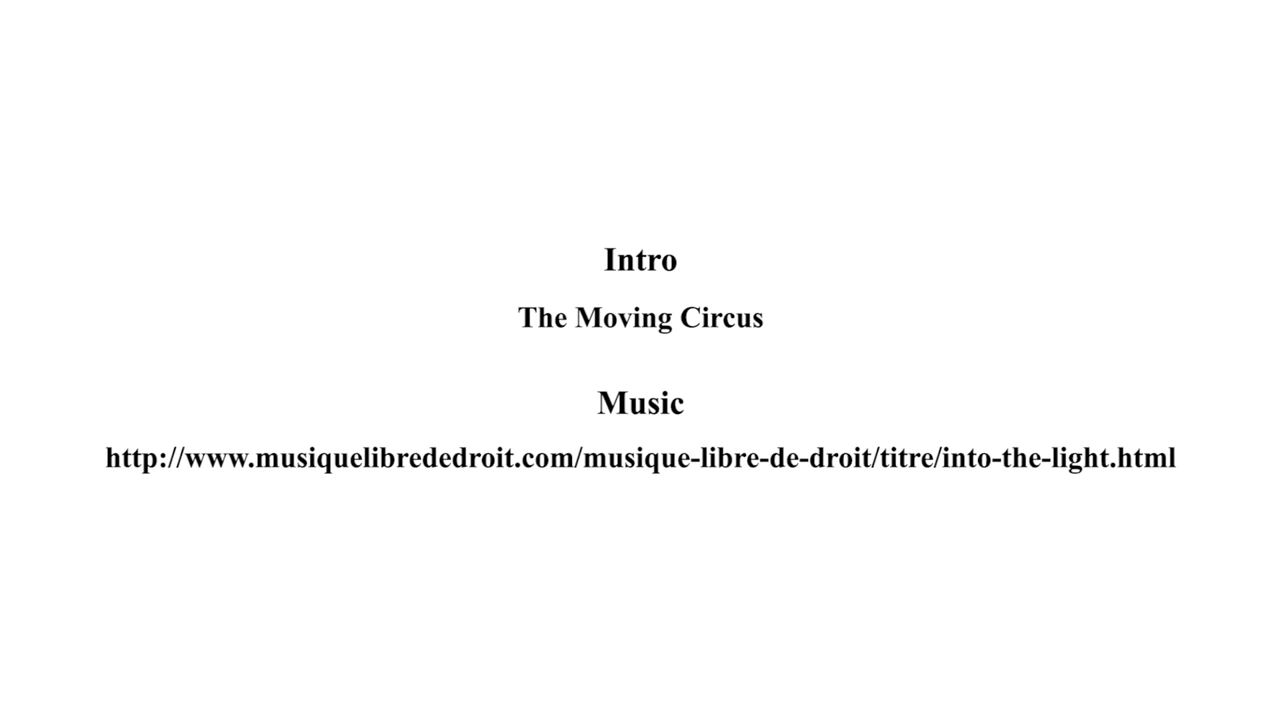 Intro
The Moving Circus
Music
http://www.musiquelibrededroit.com/musique-libre-de-droit/titre/into-the-light.html